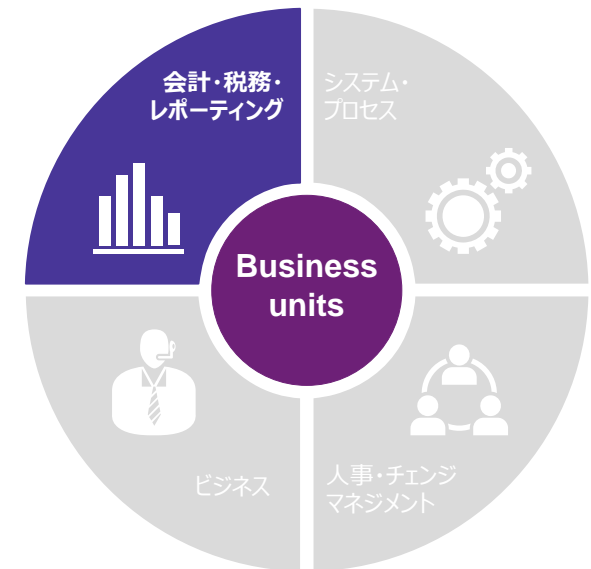 会計・税務・
レポーティング
システム・
プロセス
Business
units
ビジネス
人事・チェンジ
マネジメント